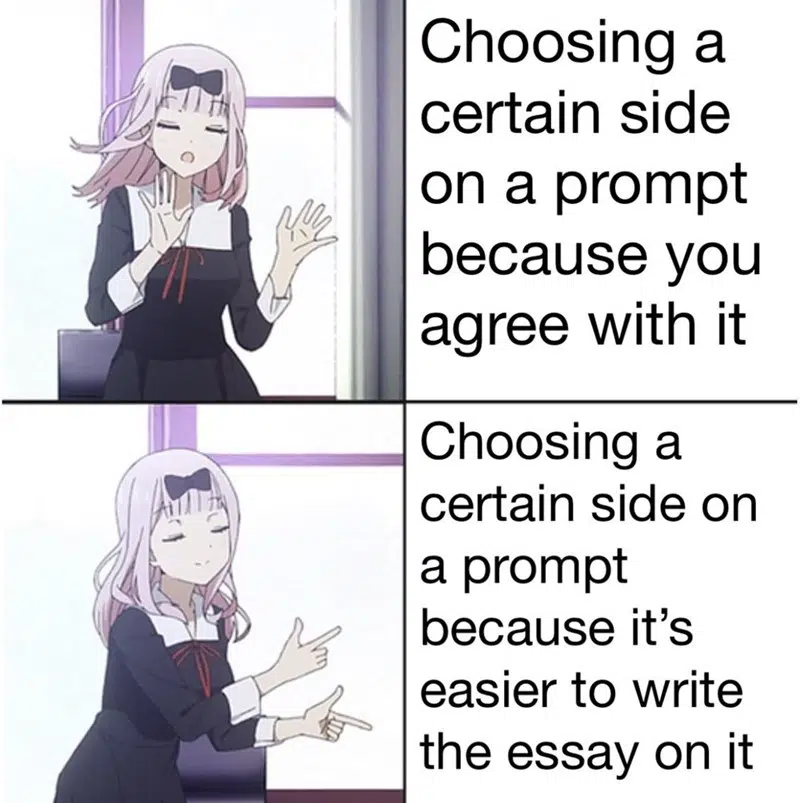 Choosing a
certain side
on a prompt
because you
agree with it
Choosing a
certain side on
a prompt
because it’s
easier to write
the essay on it